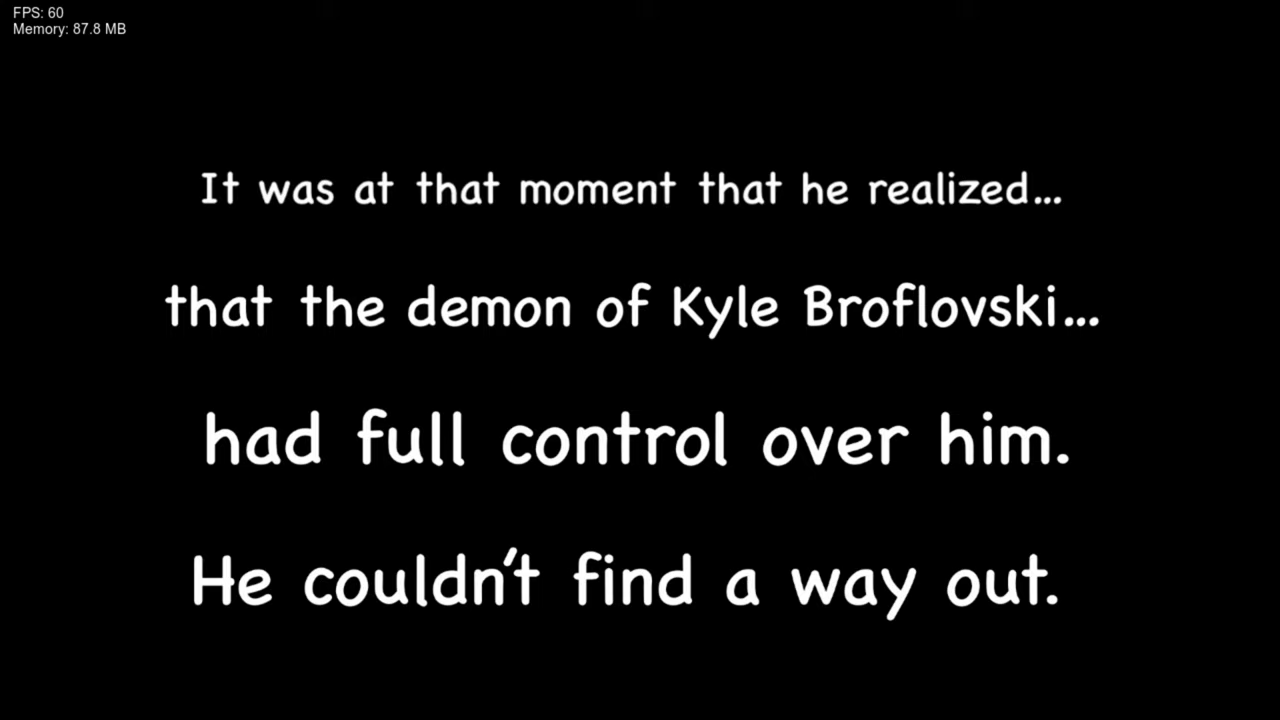 FPS: 60
Memory: 87.8 MB
It was at that moment that he realized...
that the demon of Kyle Broflovski...
had full control over him.
He couldn't find a way out.